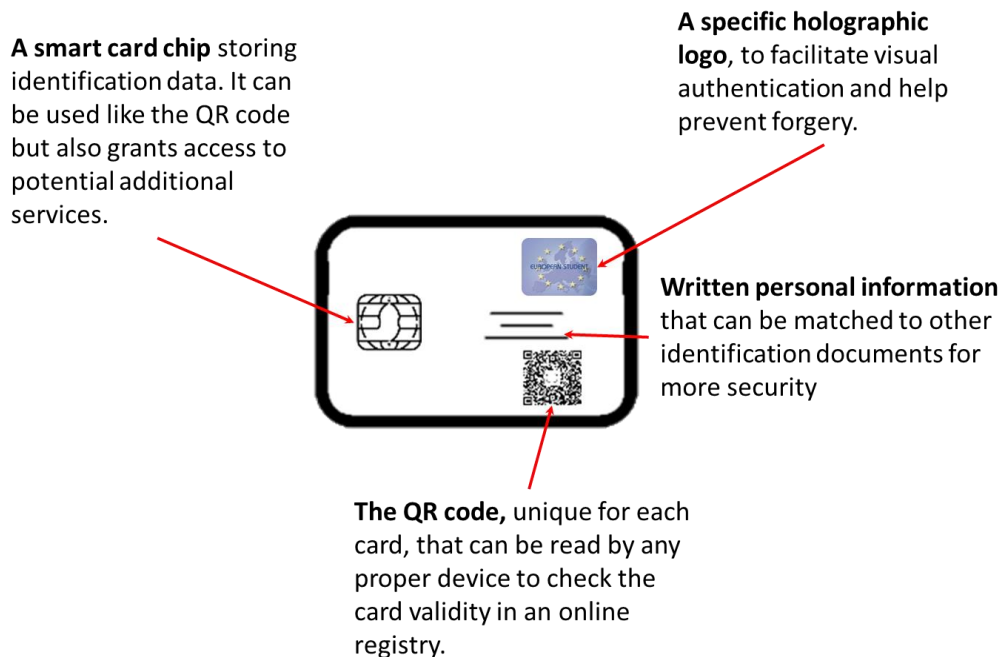 A smart card chip storing
identification data. It can
be used like the QR code
but also grants access to
potential additional
services.
A specific holographic
logo, to facilitate visual
authentication and help
prevent forgery.
EUROPEAN STUDENT
Written personal information
that can be matched to other
identification documents for
more security
The QR code, unique for each
card, that can be read by any
proper device to check the
card validity in an online
registry.